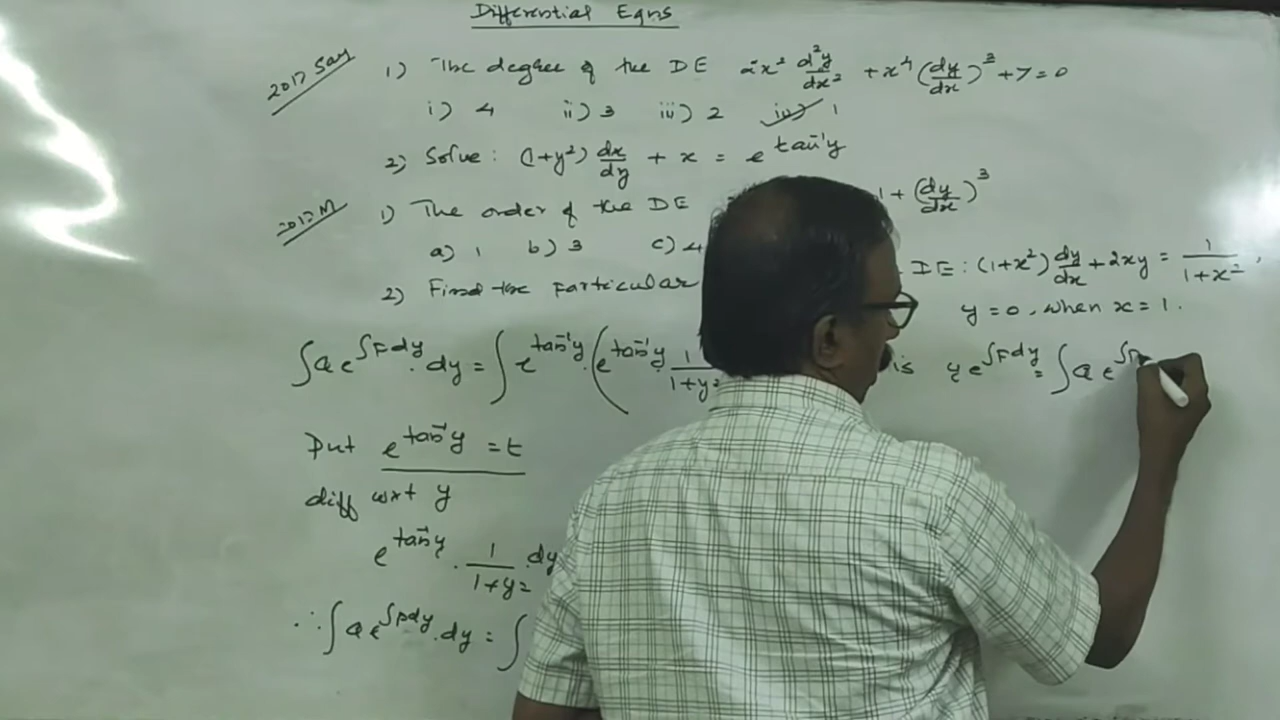 Differential Eqns
2017 Say 1) The degree of the DE 2x² d²y/dx² + x⁴ (dy/dx)³ + 7 = 0
i) 4 ii) 3 iii) 2 iv) 1
2) Solve : (1+y²) dx/dy + x = e^tan⁻¹y
2017 M 1) The order of the DE 1 + (dy/dx)³
a) 1 b) 3 c) 4
2) Find the particular DE : (1+x²) dy/dx + 2xy = 1/1+x² .
y = 0, when x = 1.
∫Q e^∫Pdy . dy = ∫ e^tan⁻¹y . (e^tan⁻¹y . 1/1+y² is y e^∫Pdy = ∫ Q e^∫P
Put e^tan⁻¹y = t
diff wrt y
e^tan⁻¹y . 1/1+y² . dy
∴ ∫ Q e^∫Pdy . dy = ∫